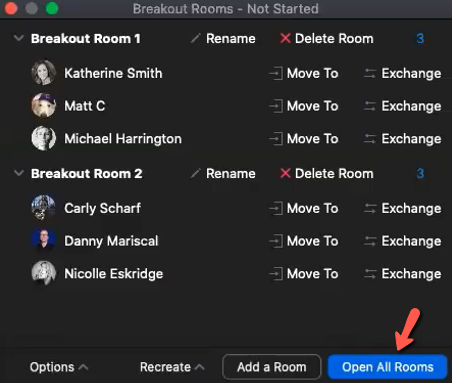 Breakout Rooms - Not Started
Breakout Room 1 Rename Delete Room 3
Katherine Smith Move To Exchange
Matt C Move To Exchange
Michael Harrington Move To Exchange
Breakout Room 2 Rename Delete Room 3
Carly Scharf Move To Exchange
Danny Mariscal Move To Exchange
Nicolle Eskridge Move To Exchange
Options Recreate Add a Room Open All Rooms